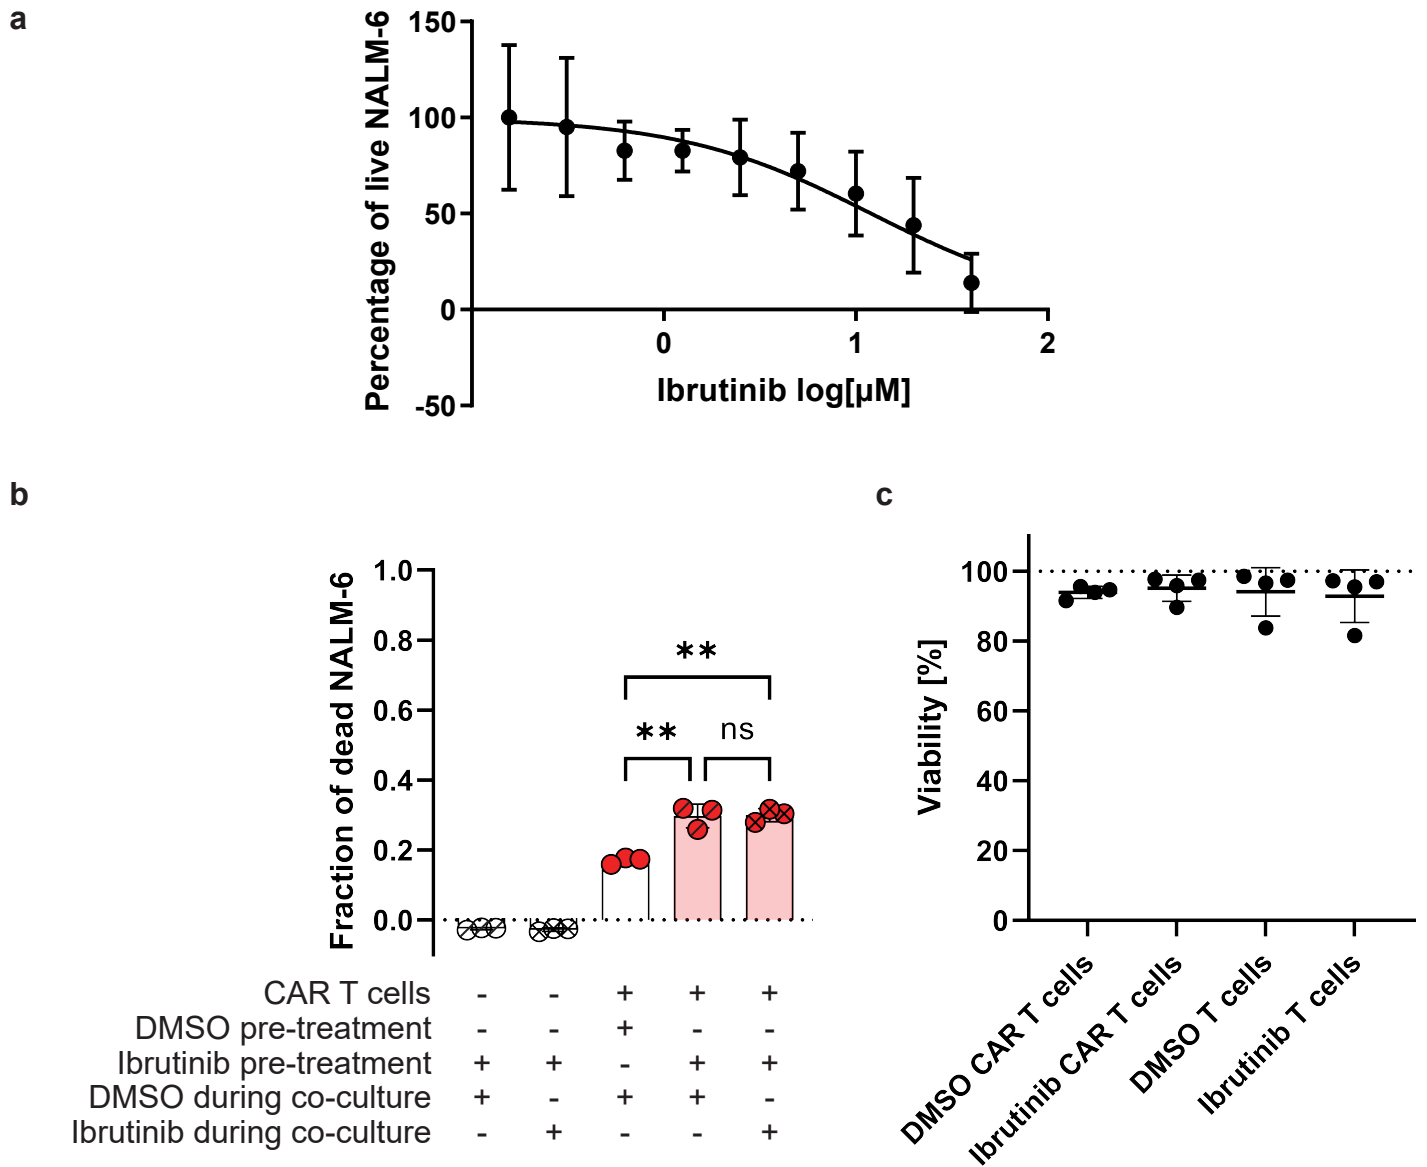 a
Percentage of live NALM-6
150
100
50
0
-50
0 1 2
Ibrutinib log[µM]
b
Fraction of dead NALM-6
1.0
0.8
0.6
0.4
0.2
0.0
**
** ns
CAR T cells - - + + +
DMSO pre-treatment - - + - -
Ibrutinib pre-treatment + + - + +
DMSO during co-culture + - + + -
Ibrutinib during co-culture - + - - +
c
Viability [%]
100
80
60
40
20
0
DMSO CAR T cells
Ibrutinib CAR T cells
DMSO T cells
Ibrutinib T cells